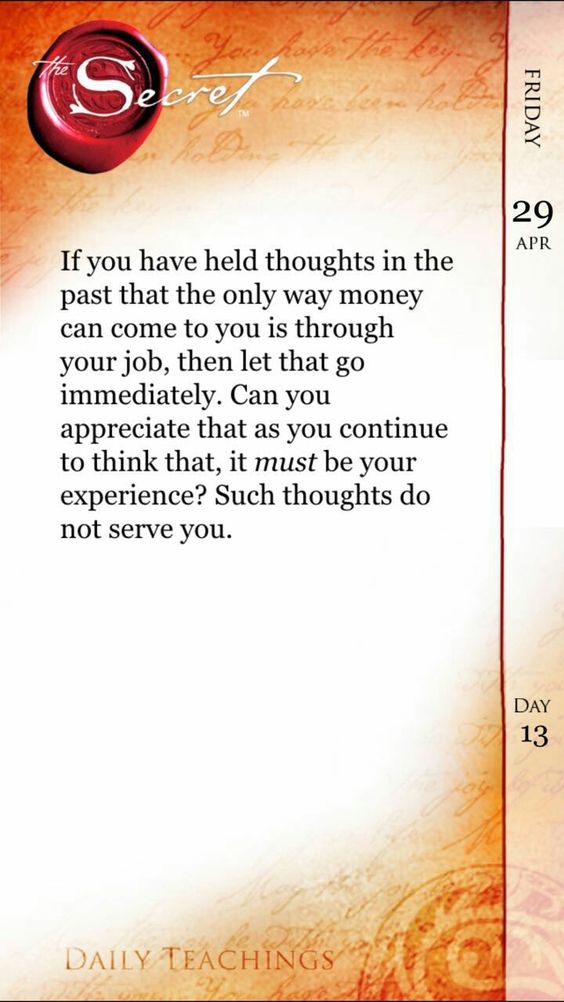 the Secret™
FRIDAY
29
APR
If you have held thoughts in the
past that the only way money
can come to you is through
your job, then let that go
immediately. Can you
appreciate that as you continue
to think that, it must be your
experience? Such thoughts do
not serve you.
DAY
13
DAILY TEACHINGS